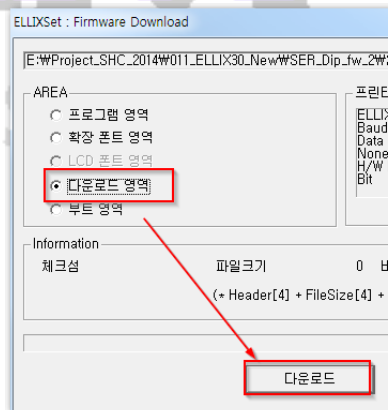 ELLIXSet : Firmware Download
E:₩Project_SHC_2014₩011_ELLIX30_New₩SER_Dip_fw_2₩
AREA
프로그램 영역
확장 폰트 영역
LCD 폰트 영역
다운로드 영역
부트 영역
프린터
ELLIX
Baud
Data
None
H/W
Bit
Information
체크섬 파일크기 0
(* Header[4] + FileSize[4] +
다운로드